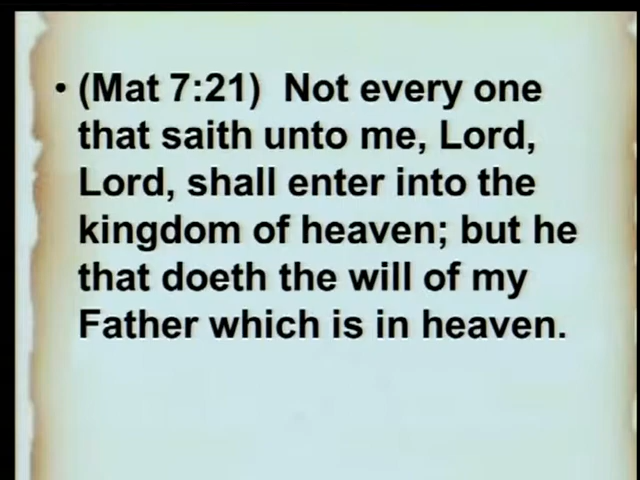 • (Mat 7:21)  Not every one
that saith unto me, Lord,
Lord, shall enter into the
kingdom of heaven; but he
that doeth the will of my
Father which is in heaven.